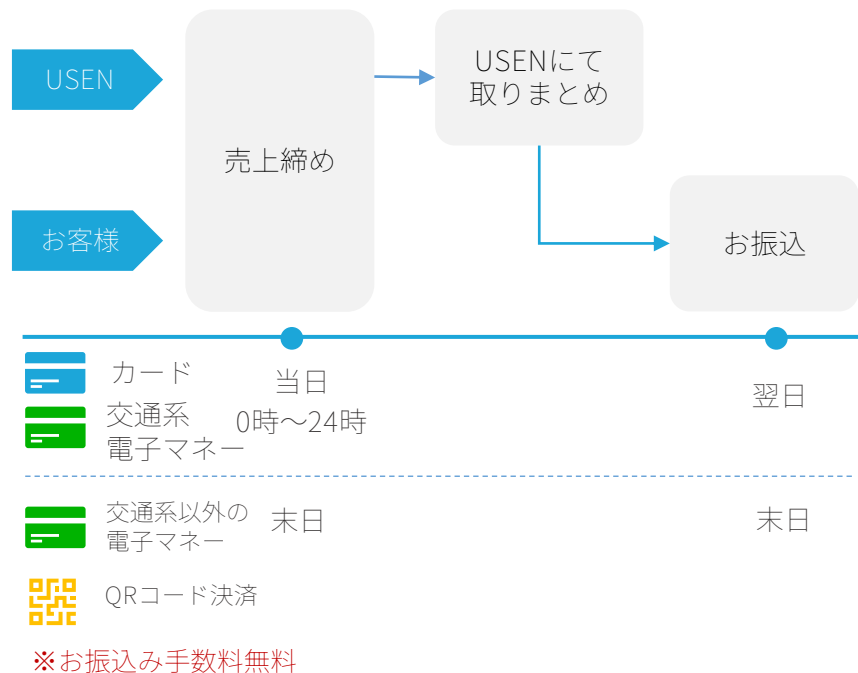 USEN
売上締め
USENにて
取りまとめ
お客様
お振込
カード
当日
翌日
交通系
電子マネー
0時～24時
交通系以外の
電子マネー
末日
末日
QRコード決済
※お振込み手数料無料